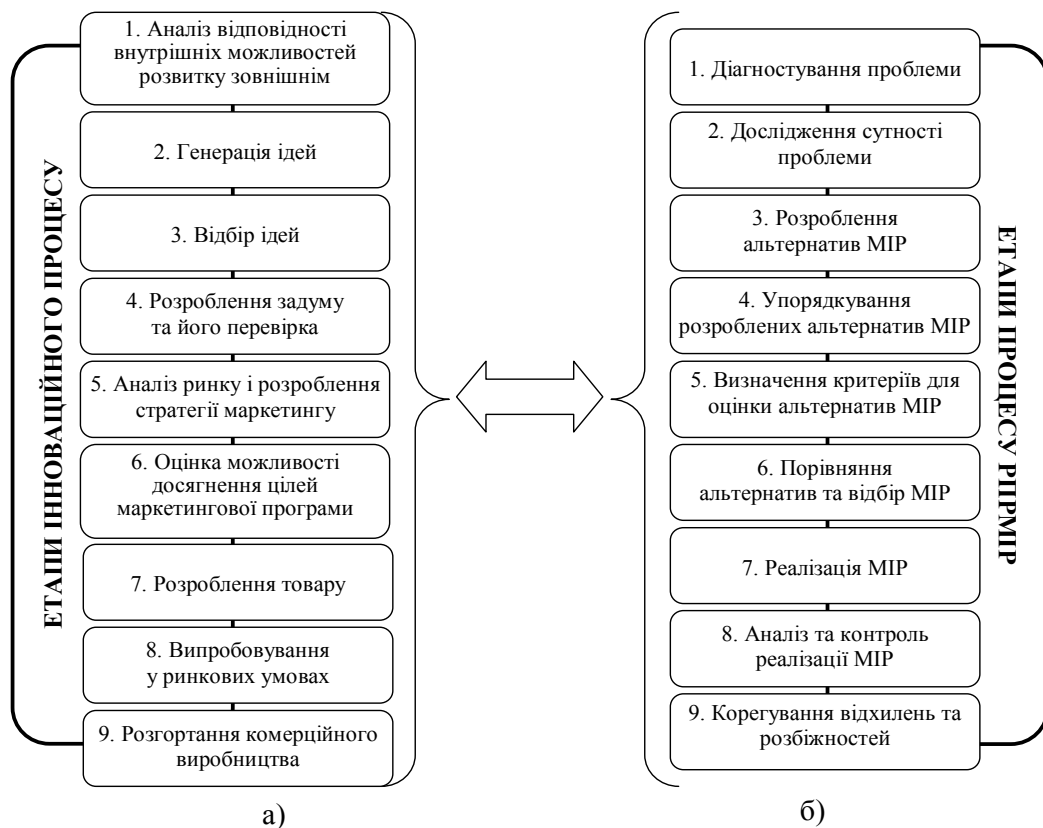 ЕТАПИ ІННОВАЦІЙНОГО ПРОЦЕСУ
1. Аналіз відповідності
внутрішніх можливостей
розвитку зовнішнім
2. Генерація ідей
3. Відбір ідей
4. Розроблення задуму
та його перевірка
5. Аналіз ринку і розроблення
стратегії маркетингу
6. Оцінка можливості
досягнення цілей
маркетингової програми
7. Розроблення товару
8. Випробовування
у ринкових умовах
9. Розгортання комерційного
виробництва
а)
1. Діагностування проблеми
2. Дослідження сутності
проблеми
3. Розроблення
альтернатив МІР
4. Упорядкування
розроблених альтернатив МІР
5. Визначення критеріїв для
оцінки альтернатив МІР
6. Порівняння
альтернатив та відбір МІР
7. Реалізація МІР
8. Аналіз та контроль
реалізації МІР
9. Корегування відхилень та
розбіжностей
ЕТАПИ ПРОЦЕСУ РПРМІР
б)